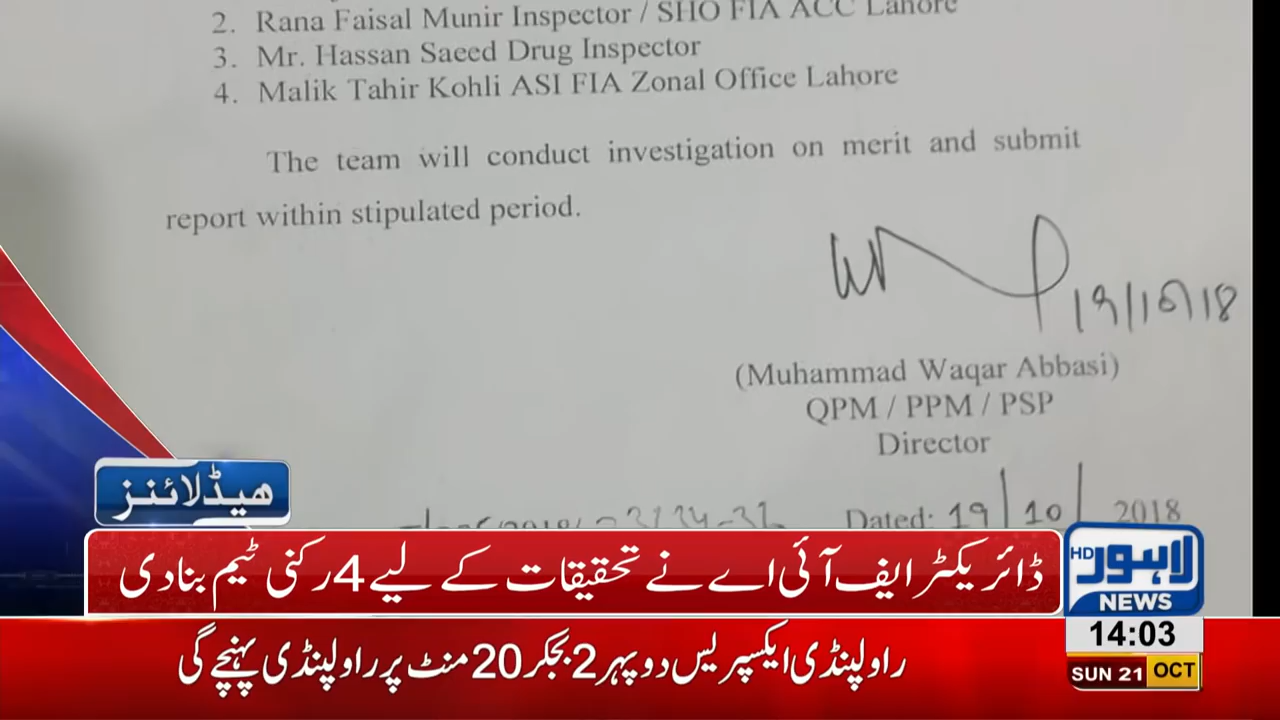 2. Rana Faisal Munir Inspector / SHO FIA ACC Lahore
3. Mr. Hassan Saeed Drug Inspector
4. Malik Tahir Kohli ASI FIA Zonal Office Lahore
The team will conduct investigation on merit and submit
report within stipulated period.
19/10/18
(Muhammad Waqar Abbasi)
QPM / PPM / PSP
Director
Dated: 19/10/2018
ہیڈلائنز
ڈائریکٹر ایف آئی اے نے تحقیقات کے لیے 4 رکنی ٹیم بنا دی
لاہور HD
NEWS
راولپنڈی ایکسپریس دوپہر 2 بجکر 20 منٹ پر راولپنڈی پہنچے گی
14:03
SUN 21 OCT